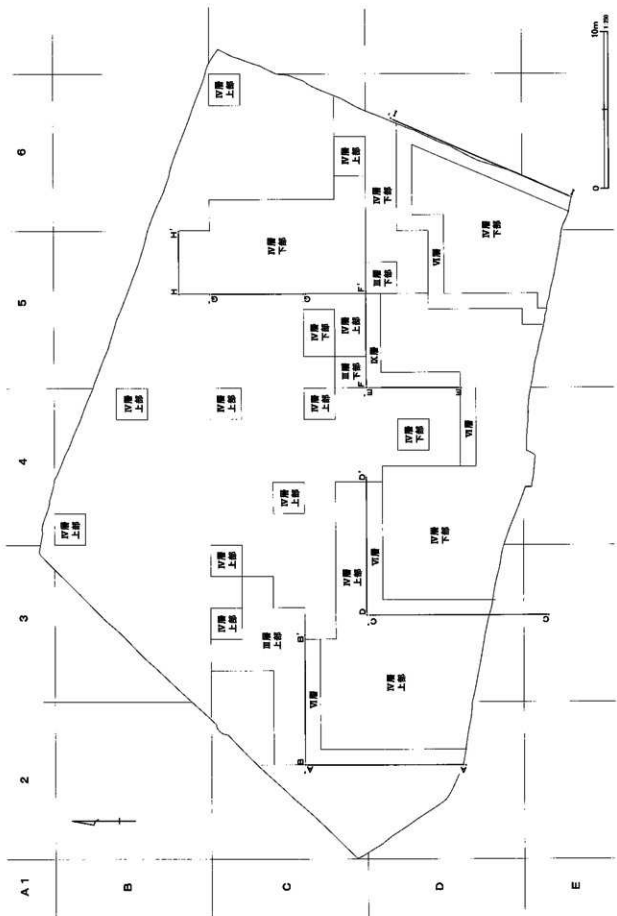 A 1
2
3
4
5
6
B
IV層
上部
IV層
上部
H
H'
C
IV層
上部
IV層
上部
IV層
上部
IV層
上部
G'
III層
上部
IV層
下部
IV層
上部
IV層
上部
IV層
下部
G
B
B'
A'
VI層
IV層
上部
III層
下部
IV層
上部
IV層
上部
D
D
D'
F
F'
C'
E'
VI層
IX層
III層
下部
IV層
下部
IV層
上部
IV層
下部
VI層
IV層
下部
E
VI層
A
IV層
下部
E
C
0
10m